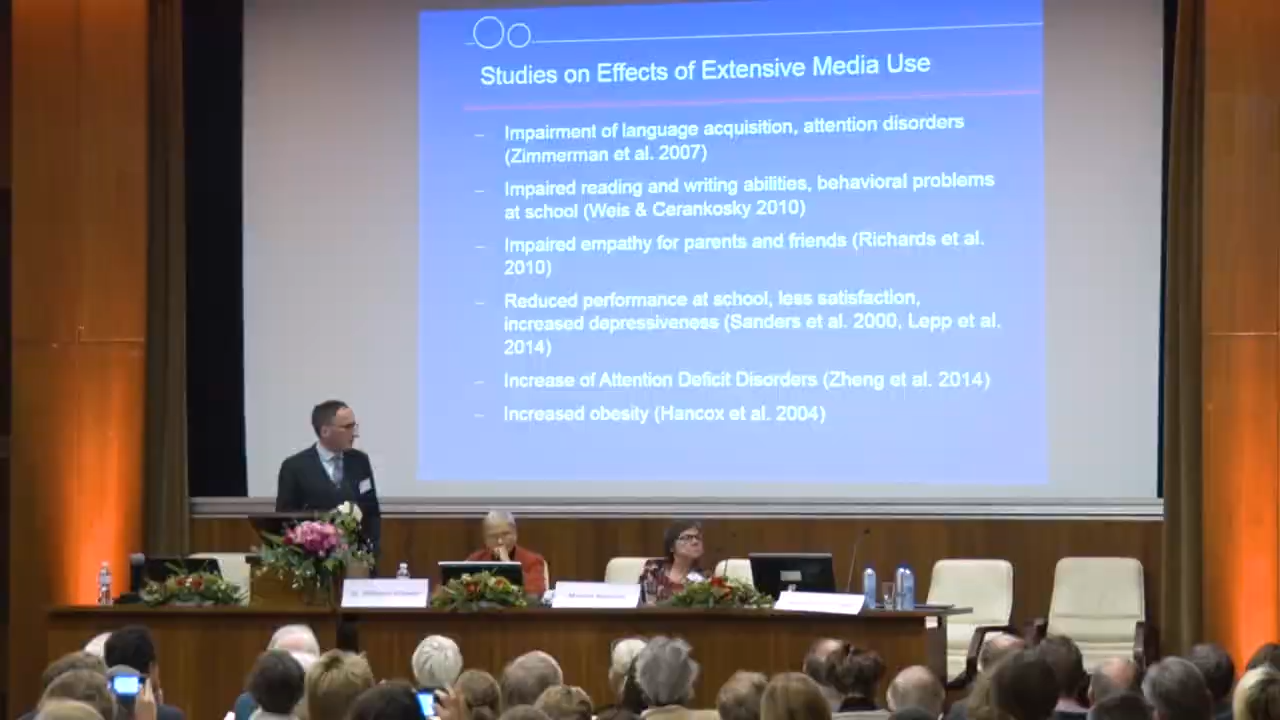 Studies on Effects of Extensive Media Use
– Impairment of language acquisition, attention disorders
(Zimmerman et al. 2007)
– Impaired reading and writing abilities, behavioral problems
at school (Weis & Cerankosky 2010)
– Impaired empathy for parents and friends (Richards et al.
2010)
– Reduced performance at school, less satisfaction,
increased depressiveness (Sanders et al. 2000, Lepp et al.
2014)
– Increase of Attention Deficit Disorders (Zheng et al. 2014)
– Increased obesity (Hancox et al. 2004)